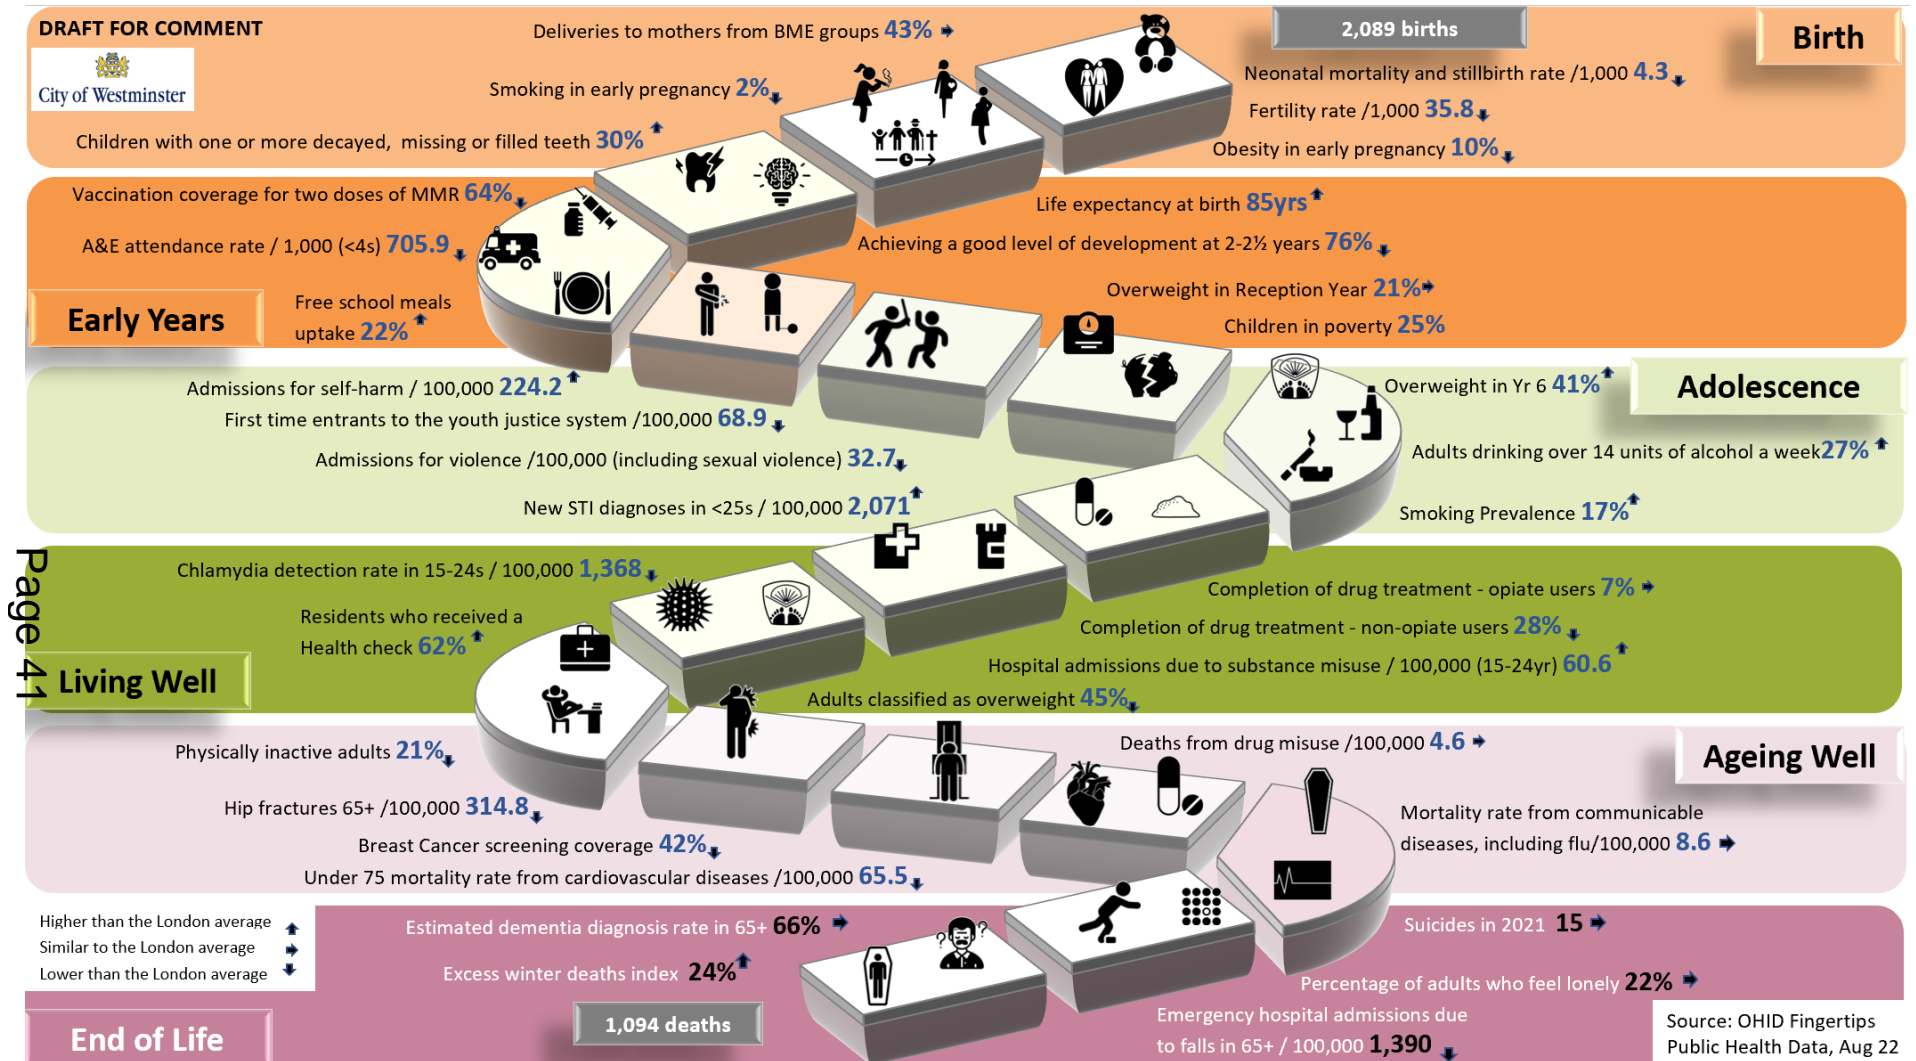 DRAFT FOR COMMENT
City of Westminster
Deliveries to mothers from BME groups 43%
2,089 births
Birth
Smoking in early pregnancy 2%
Neonatal mortality and stillbirth rate /1,000 4.3
Fertility rate /1,000 35.8
Children with one or more decayed, missing or filled teeth 30%
Obesity in early pregnancy 10%
Vaccination coverage for two doses of MMR 64%
Life expectancy at birth 85yrs
A&E attendance rate / 1,000 (<4s) 705.9
Achieving a good level of development at 2-2½ years 76%
Early Years
Free school meals
uptake 22%
Overweight in Reception Year 21%
Children in poverty 25%
Admissions for self-harm / 100,000 224.2
Overweight in Yr 6 41%
Adolescence
First time entrants to the youth justice system /100,000 68.9
Admissions for violence /100,000 (including sexual violence) 32.7
Adults drinking over 14 units of alcohol a week 27%
New STI diagnoses in <25s / 100,000 2,071
Smoking Prevalence 17%
Page 41
Chlamydia detection rate in 15-24s / 100,000 1,368
Completion of drug treatment - opiate users 7%
Residents who received a
Health check 62%
Completion of drug treatment - non-opiate users 28%
Hospital admissions due to substance misuse / 100,000 (15-24yr) 60.6
Living Well
Adults classified as overweight 45%
Physically inactive adults 21%
Deaths from drug misuse /100,000 4.6
Ageing Well
Hip fractures 65+ /100,000 314.8
Mortality rate from communicable
diseases, including flu/100,000 8.6
Breast Cancer screening coverage 42%
Under 75 mortality rate from cardiovascular diseases /100,000 65.5
Higher than the London average
Similar to the London average
Lower than the London average
Estimated dementia diagnosis rate in 65+ 66%
Suicides in 2021 15
Excess winter deaths index 24%
Percentage of adults who feel lonely 22%
1,094 deaths
Emergency hospital admissions due
to falls in 65+ / 100,000 1,390
End of Life
Source: OHID Fingertips
Public Health Data, Aug 22